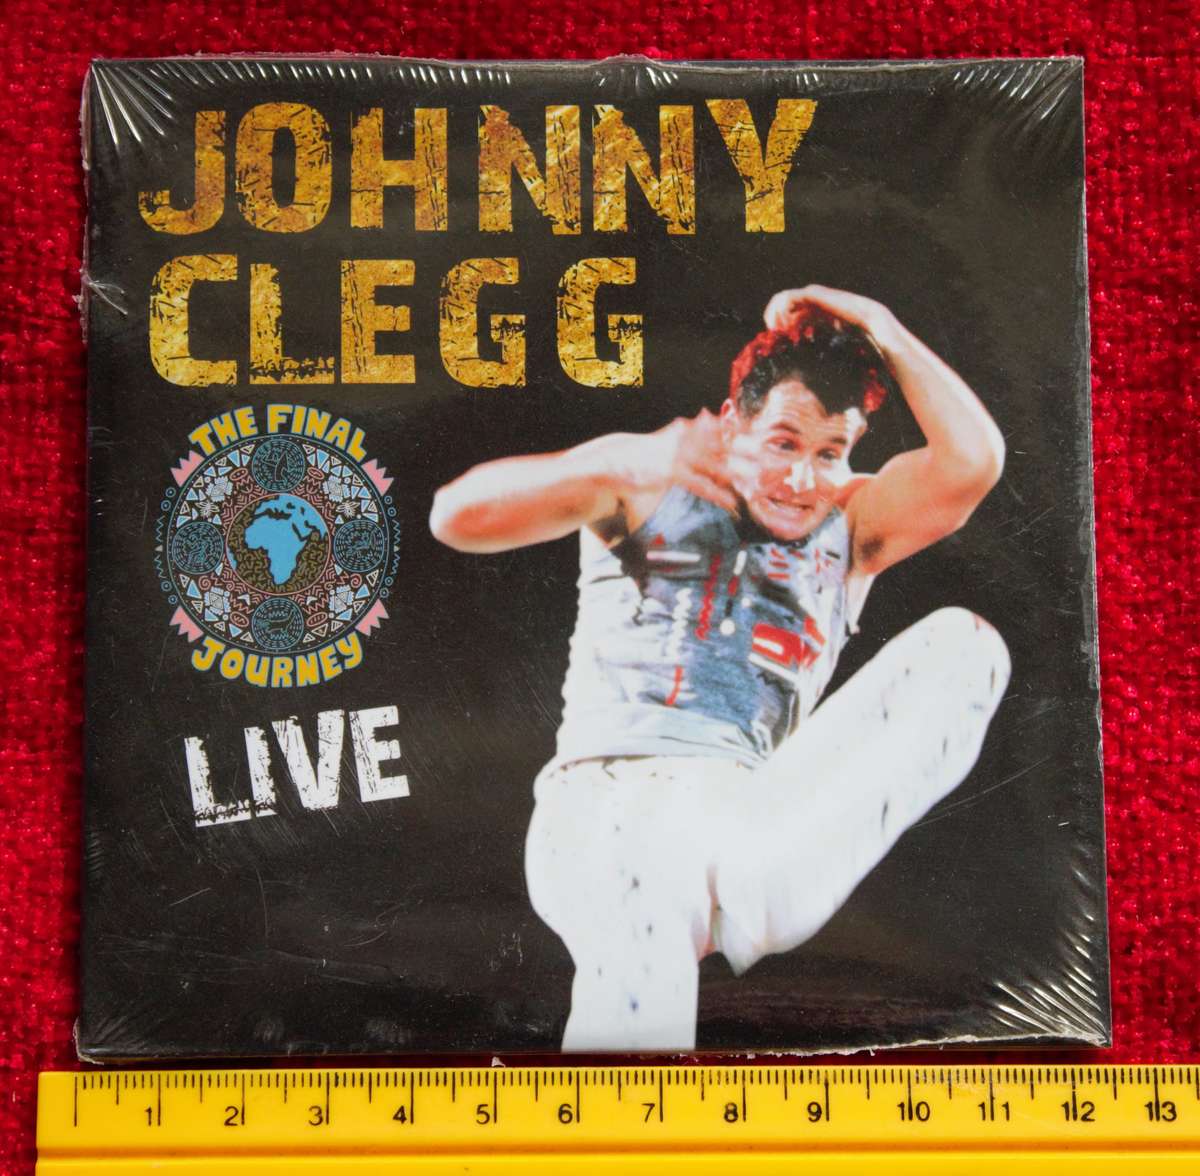 JOHNNY
CLEGG
THE FINAL
JOURNEY
LIVE
1 2 3 4 5 6 7 8 9 10 11 12 13